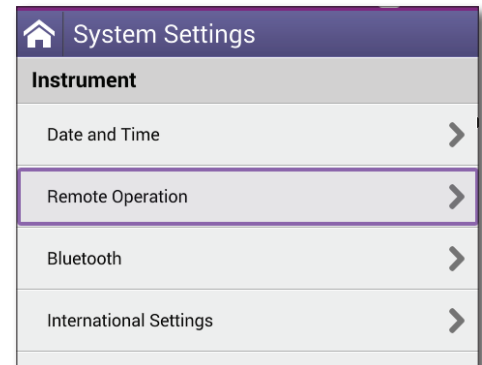 System Settings
Instrument
Date and Time
Remote Operation
Bluetooth
International Settings